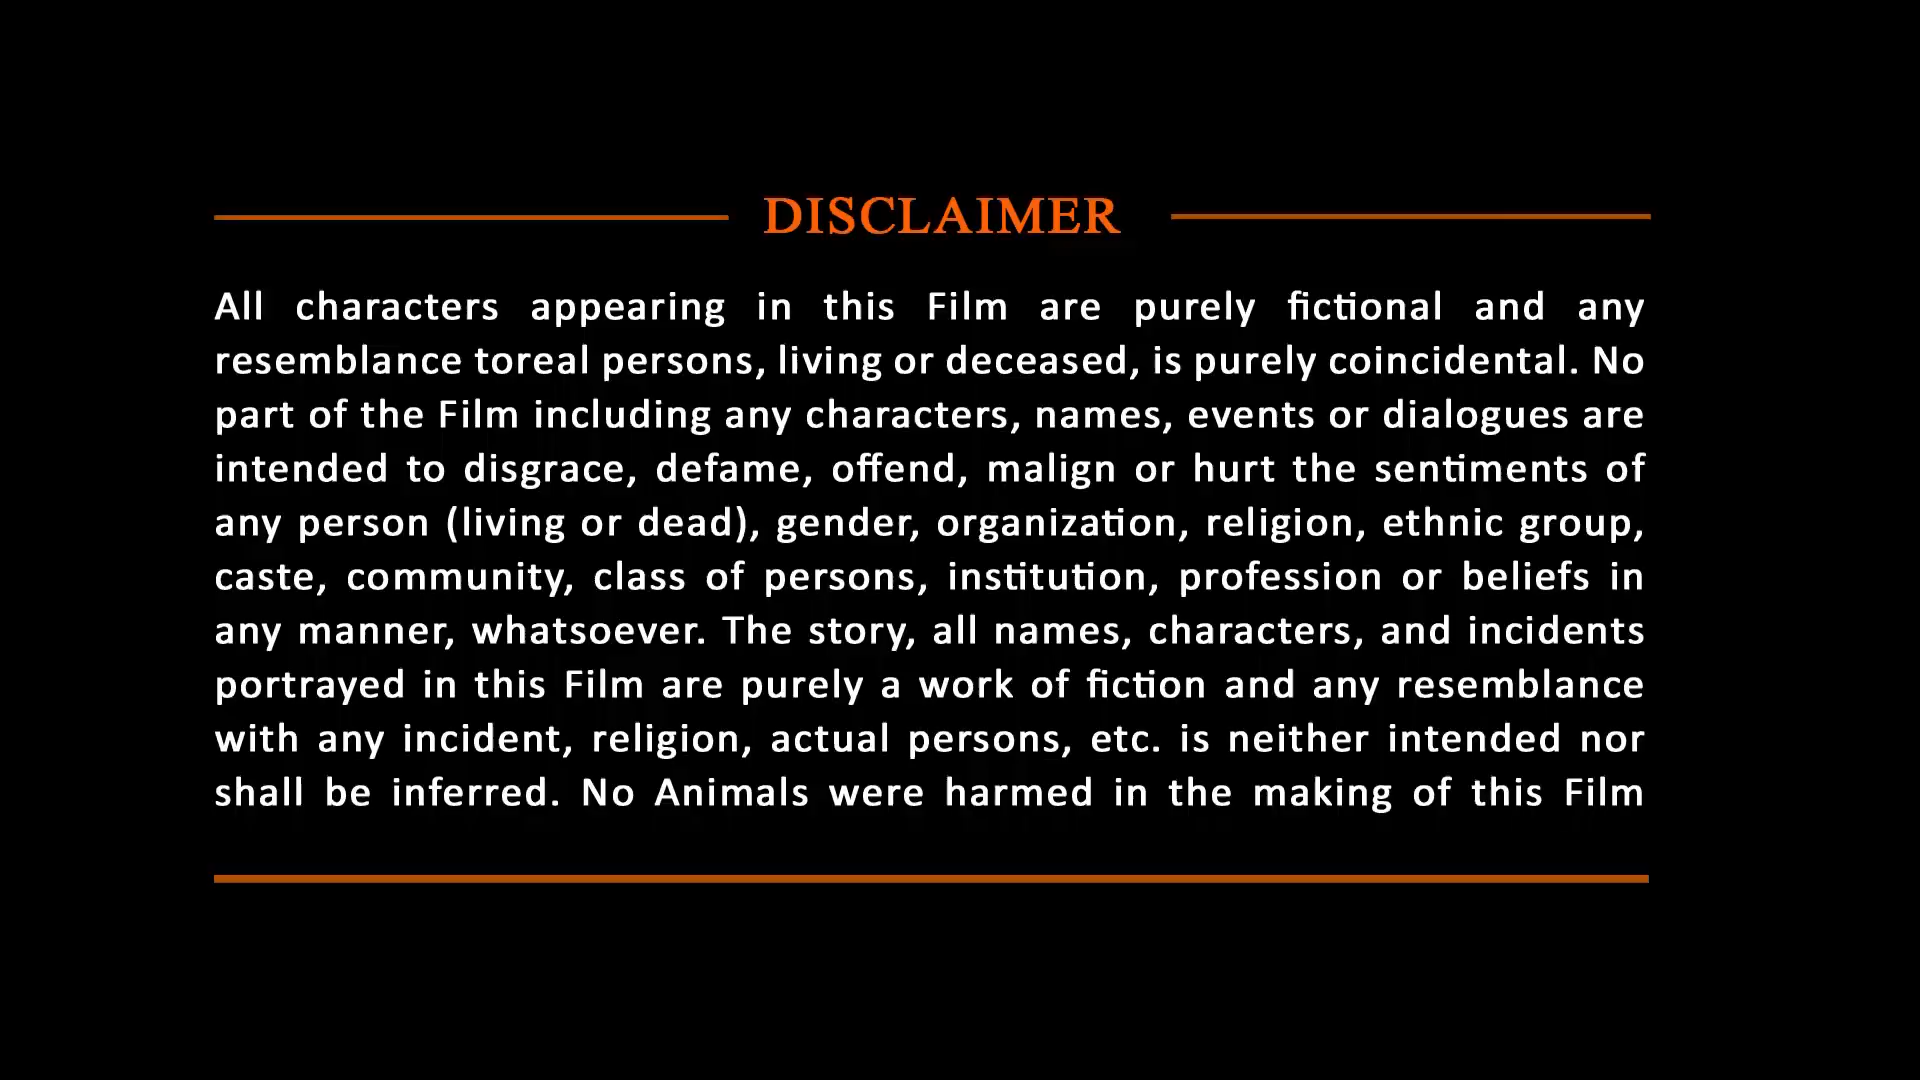 DISCLAIMER
All characters appearing in this Film are purely fictional and any
resemblance toreal persons, living or deceased, is purely coincidental. No
part of the Film including any characters, names, events or dialogues are
intended to disgrace, defame, offend, malign or hurt the sentiments of
any person (living or dead), gender, organization, religion, ethnic group,
caste, community, class of persons, institution, profession or beliefs in
any manner, whatsoever. The story, all names, characters, and incidents
portrayed in this Film are purely a work of fiction and any resemblance
with any incident, religion, actual persons, etc. is neither intended nor
shall be inferred. No Animals were harmed in the making of this Film